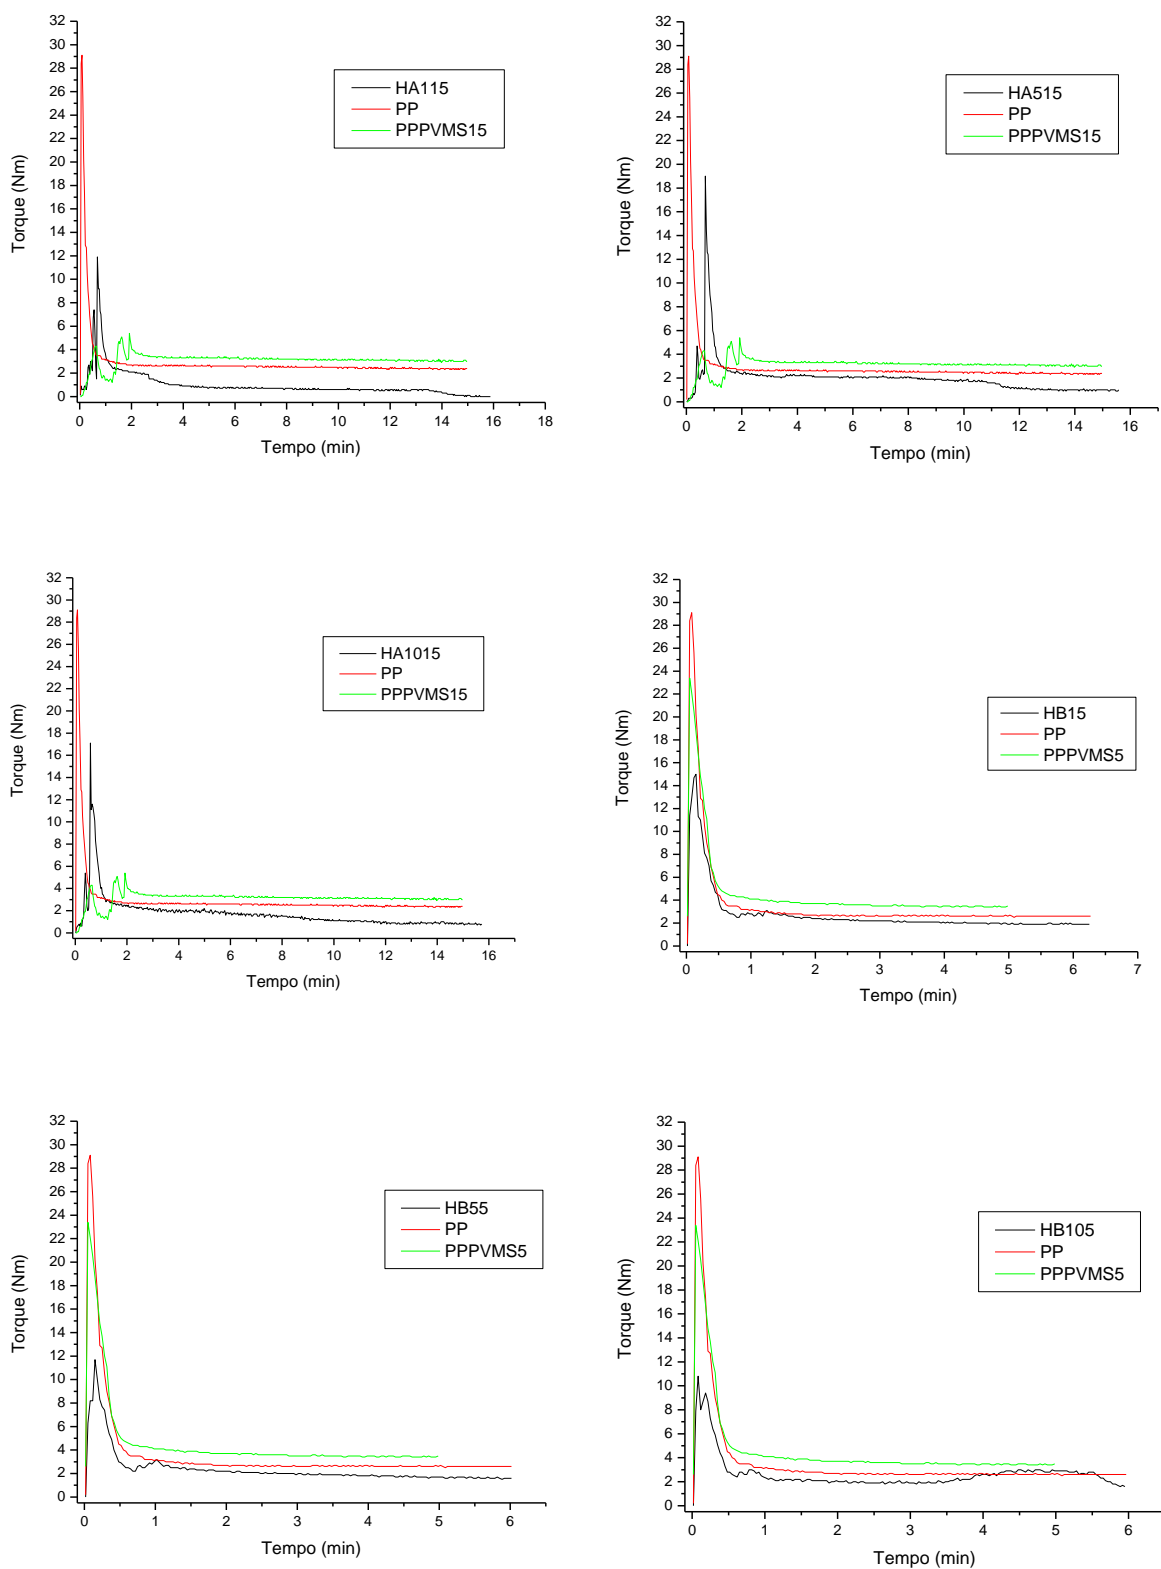 32
30
28
26
24
22
20
18
16
14
12
10
8
6
4
2
0
Torque (Nm)
HA115
PP
PPPVMS15
0 2 4 6 8 10 12 14 16 18
Tempo (min)
32
30
28
26
24
22
20
18
16
14
12
10
8
6
4
2
0
Torque (Nm)
HA515
PP
PPPVMS15
0 2 4 6 8 10 12 14 16
Tempo (min)
32
30
28
26
24
22
20
18
16
14
12
10
8
6
4
2
0
Torque (Nm)
HA1015
PP
PPPVMS15
0 2 4 6 8 10 12 14 16
Tempo (min)
32
30
28
26
24
22
20
18
16
14
12
10
8
6
4
2
0
Torque (Nm)
HB15
PP
PPPVMS5
0 1 2 3 4 5 6 7
Tempo (min)
32
30
28
26
24
22
20
18
16
14
12
10
8
6
4
2
0
Torque (Nm)
HB55
PP
PPPVMS5
0 1 2 3 4 5 6
Tempo (min)
32
30
28
26
24
22
20
18
16
14
12
10
8
6
4
2
0
Torque (Nm)
HB105
PP
PPPVMS5
0 1 2 3 4 5 6
Tempo (min)